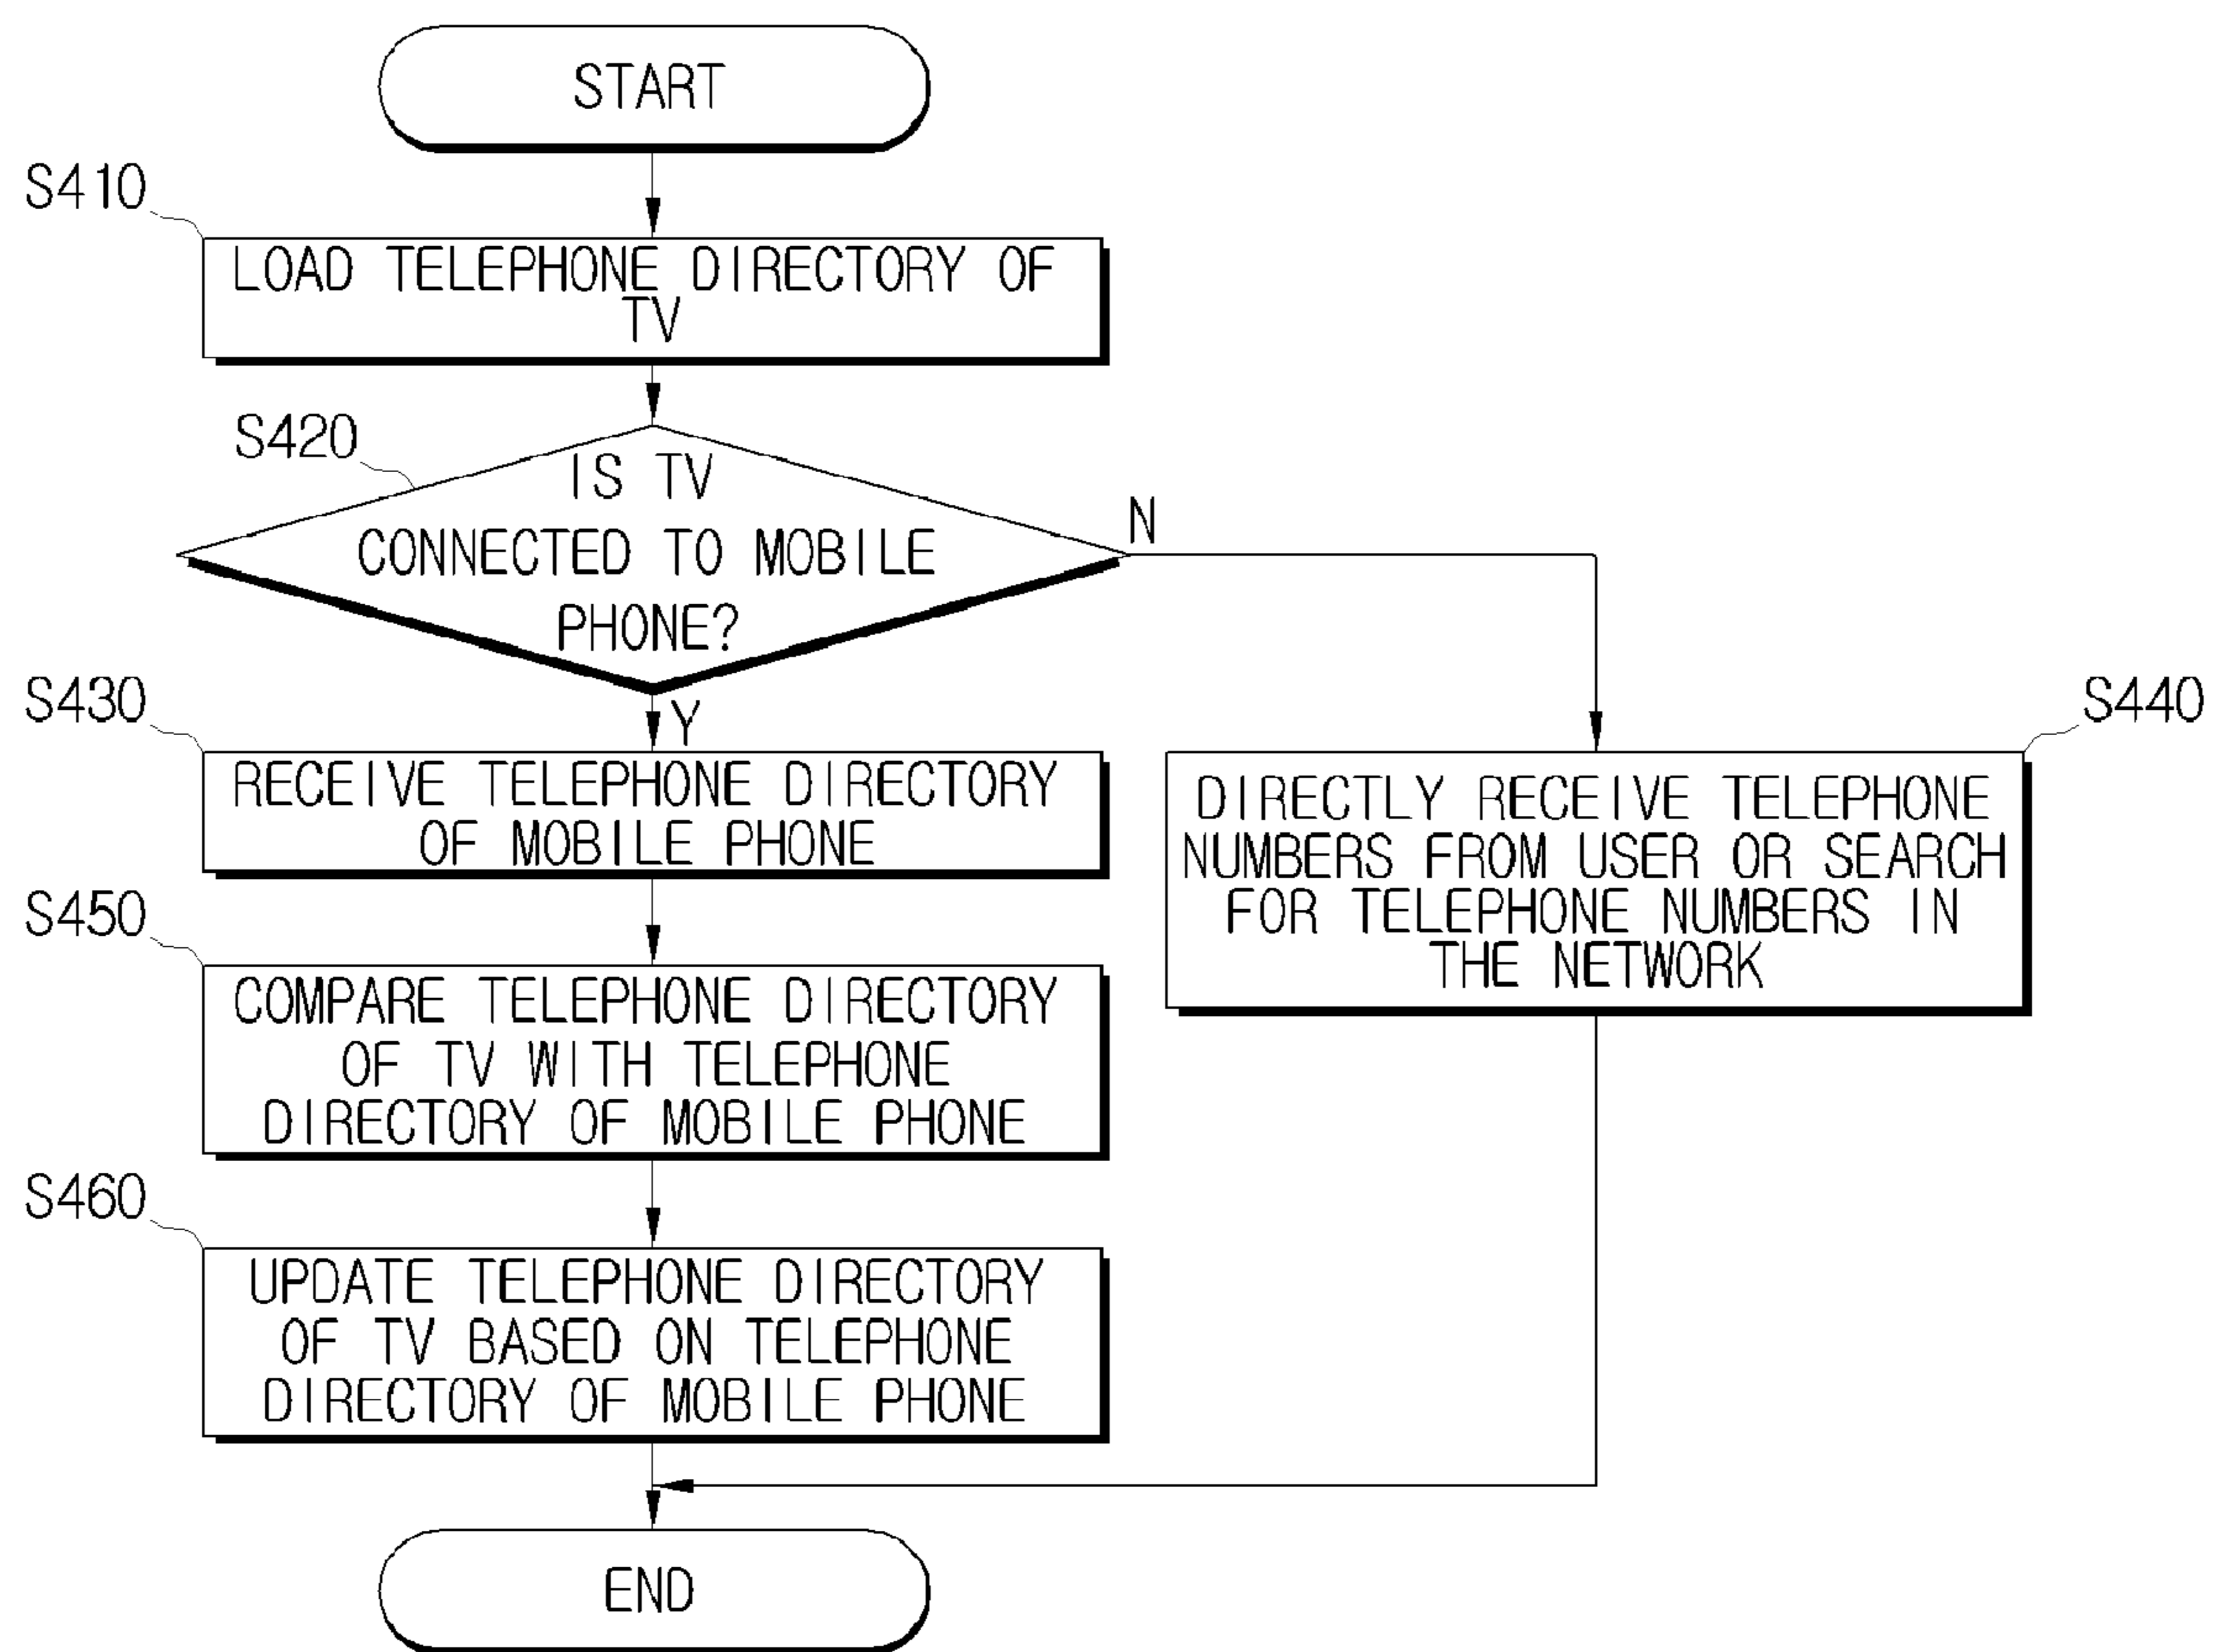 START
S410
LOAD TELEPHONE DIRECTORY OF
TV
S420
IS TV
CONNECTED TO MOBILE
PHONE?
N
Y
S430
RECEIVE TELEPHONE DIRECTORY
OF MOBILE PHONE
S440
DIRECTLY RECEIVE TELEPHONE
NUMBERS FROM USER OR SEARCH
FOR TELEPHONE NUMBERS IN
THE NETWORK
S450
COMPARE TELEPHONE DIRECTORY
OF TV WITH TELEPHONE
DIRECTORY OF MOBILE PHONE
S460
UPDATE TELEPHONE DIRECTORY
OF TV BASED ON TELEPHONE
DIRECTORY OF MOBILE PHONE
END